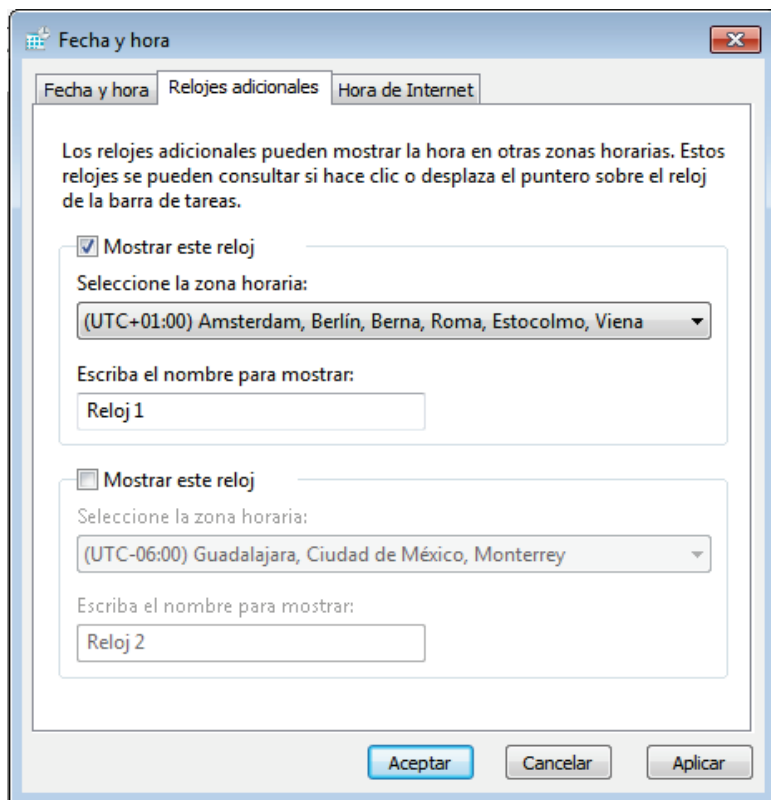 Fecha y hora
Fecha y hora Relojes adicionales Hora de Internet
Los relojes adicionales pueden mostrar la hora en otras zonas horarias. Estos
relojes se pueden consultar si hace clic o desplaza el puntero sobre el reloj
de la barra de tareas.
Mostrar este reloj
Seleccione la zona horaria:
(UTC+01:00) Amsterdam, Berlín, Berna, Roma, Estocolmo, Viena
Escriba el nombre para mostrar:
Reloj 1
Mostrar este reloj
Seleccione la zona horaria:
(UTC-06:00) Guadalajara, Ciudad de México, Monterrey
Escriba el nombre para mostrar:
Reloj 2
Aceptar Cancelar Aplicar